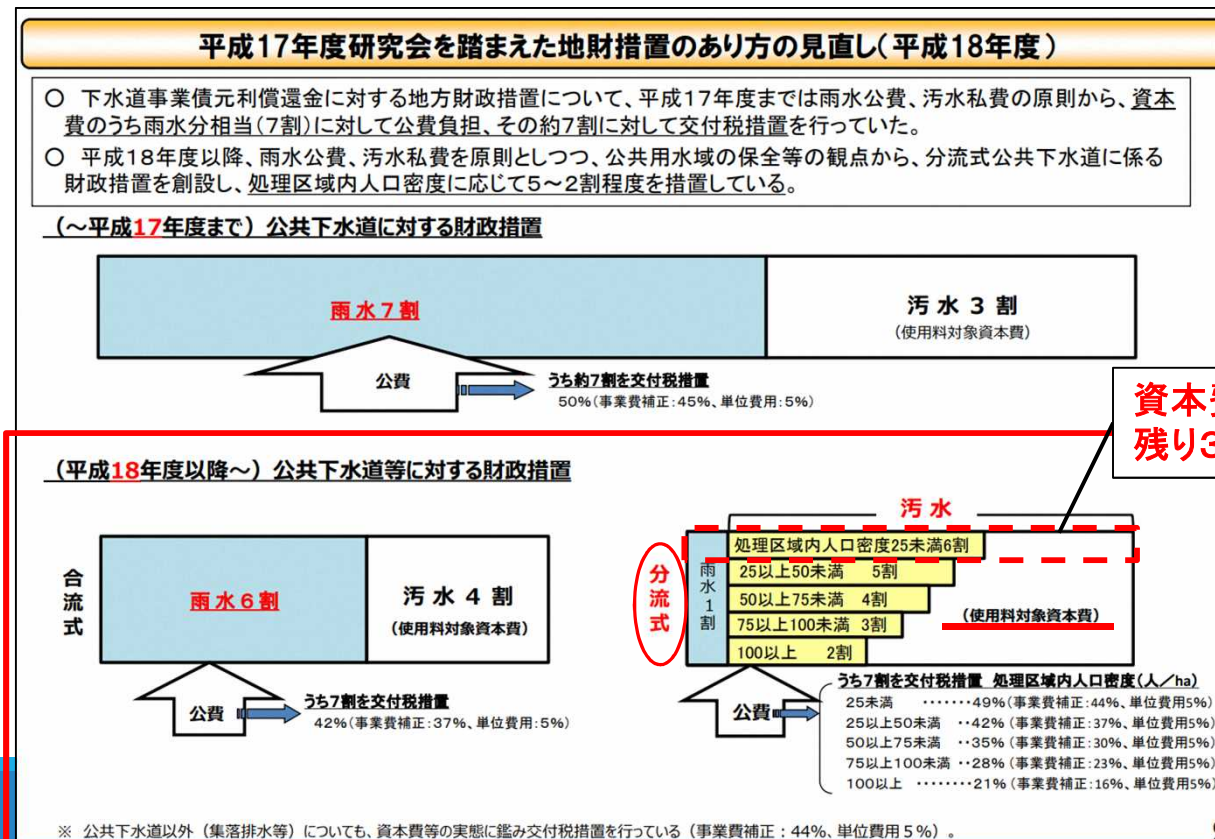 平成17年度研究会を踏まえた地財措置のあり方の見直し(平成18年度)
○ 下水道事業債元利償還金に対する地方財政措置について、平成17年度までは雨水公費、汚水私費の原則から、資本
費のうち雨水分相当(7割)に対して公費負担、その約7割に対して交付税措置を行っていた。
○ 平成18年度以降、雨水公費、汚水私費を原則としつつ、公共用水域の保全等の観点から、分流式公共下水道に係る
財政措置を創設し、処理区域内人口密度に応じて5~2割程度を措置している。
(~平成17年度まで)公共下水道に対する財政措置
雨水7割
汚水3割
(使用料対象資本費)
公費
うち約7割を交付税措置
50%(事業費補正:45%、単位費用:5%)
資本
残り3
(平成18年度以降~)公共下水道等に対する財政措置
合流式
雨水6割
汚水4割
(使用料対象資本費)
公費
うち7割を交付税措置
42%(事業費補正:37%、単位費用:5%)
汚水
分流式
雨水1割
処理区域内人口密度25未満6割
25以上50未満 5割
50以上75未満 4割
75以上100未満 3割
100以上 2割
(使用料対象資本費)
公費
うち7割を交付税措置 処理区域内人口密度(人/ha)
25未満 ・・・・・・・49%(事業費補正:44%、単位費用5%)
25以上50未満 ・・42%(事業費補正:37%、単位費用5%)
50以上75未満 ・・35%(事業費補正:30%、単位費用5%)
75以上100未満 ・・28%(事業費補正:23%、単位費用5%)
100以上 ・・・・・・・・21%(事業費補正:16%、単位費用5%)
※ 公共下水道以外(集落排水等)についても、資本費等の実態に鑑み交付税措置を行っている(事業費補正:44%、単位費用5%)。